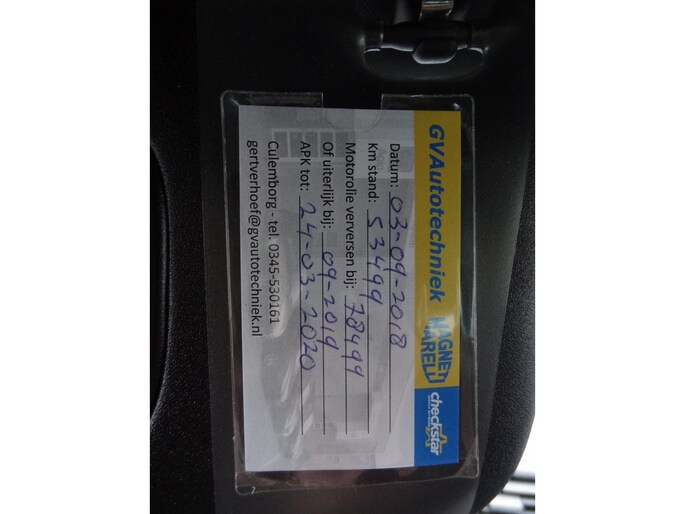 GVAutotechniek MAGNETI MARELLI checkstar
Datum: 03-09-2018
Km stand: 53499
Motorolie verversen bij: 78499
Of uiterlijk bij: 09-2019
APK tot: 24-03-2020
Culemborg - tel. 0345-530161
gertverhoef@gvautotechniek.nl